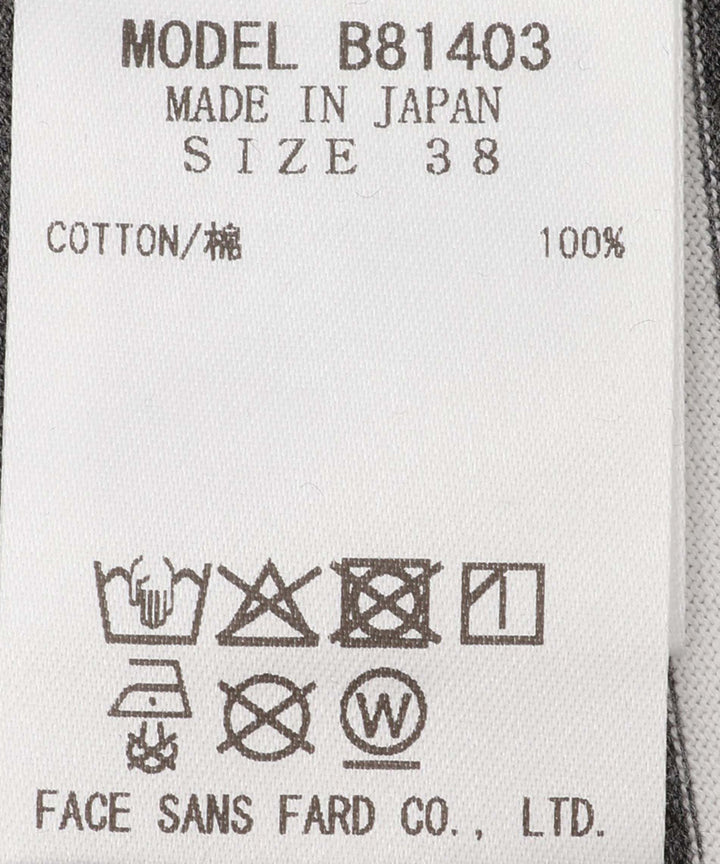 MODEL B81403
MADE IN JAPAN
SIZE 38
COTTON/棉 100%
W
FACE SANS FARD CO., LTD.